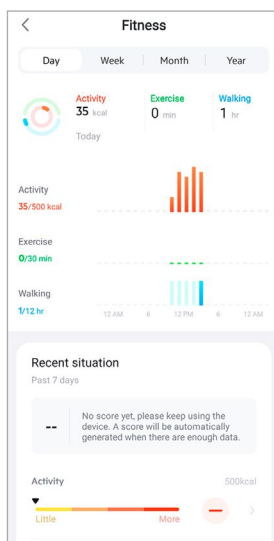 Fitness
Day Week Month Year
Activity Exercise Walking
35 kcal 0 min 1 hr
Today
Activity
35/500 kcal
Exercise
0/30 min
Walking
1/12 hr
12 AM 6 12 PM 6 12 AM
Recent situation
Past 7 days
--
No score yet, please keep using the
device. A score will be automatically
generated when there are enough data.
Activity 500kcal
Little More